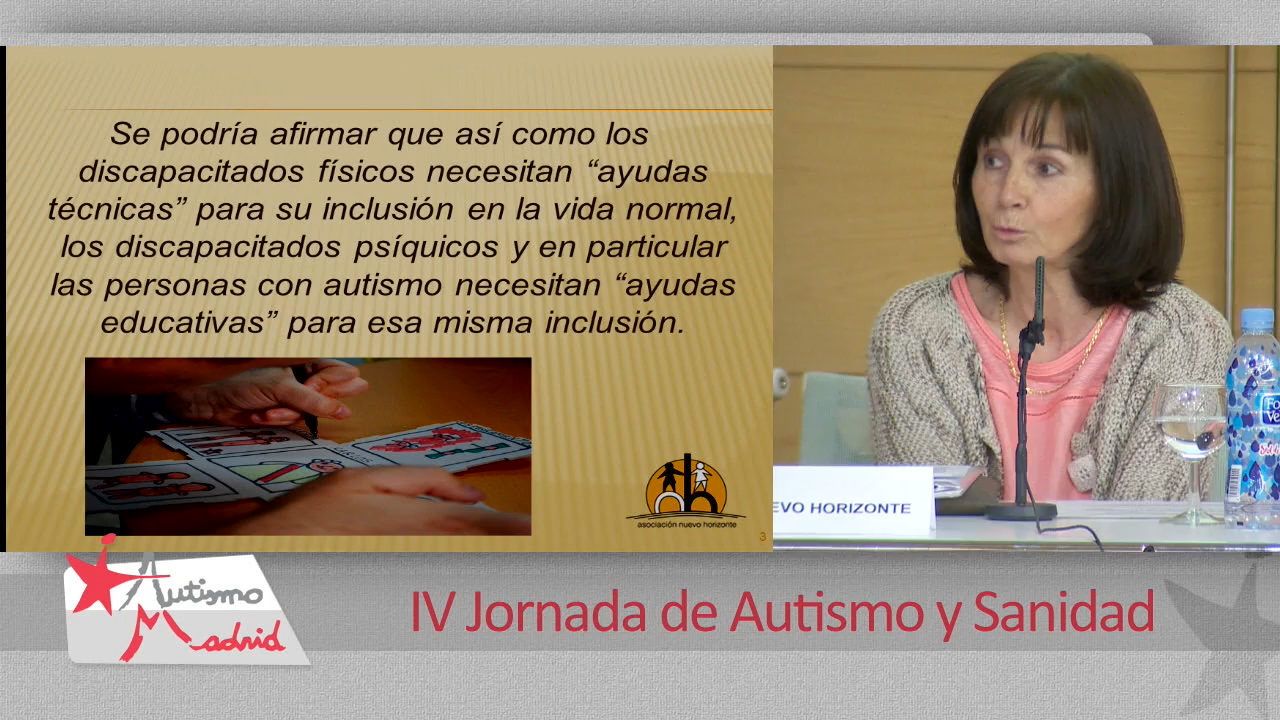 Se podría afirmar que así como los
discapacitados físicos necesitan “ayudas
técnicas” para su inclusión en la vida normal,
los discapacitados psíquicos y en particular
las personas con autismo necesitan “ayudas
educativas” para esa misma inclusión.
asociación nuevo horizonte
3
EVO HORIZONTE
Autismo
Madrid
IV Jornada de Autismo y Sanidad